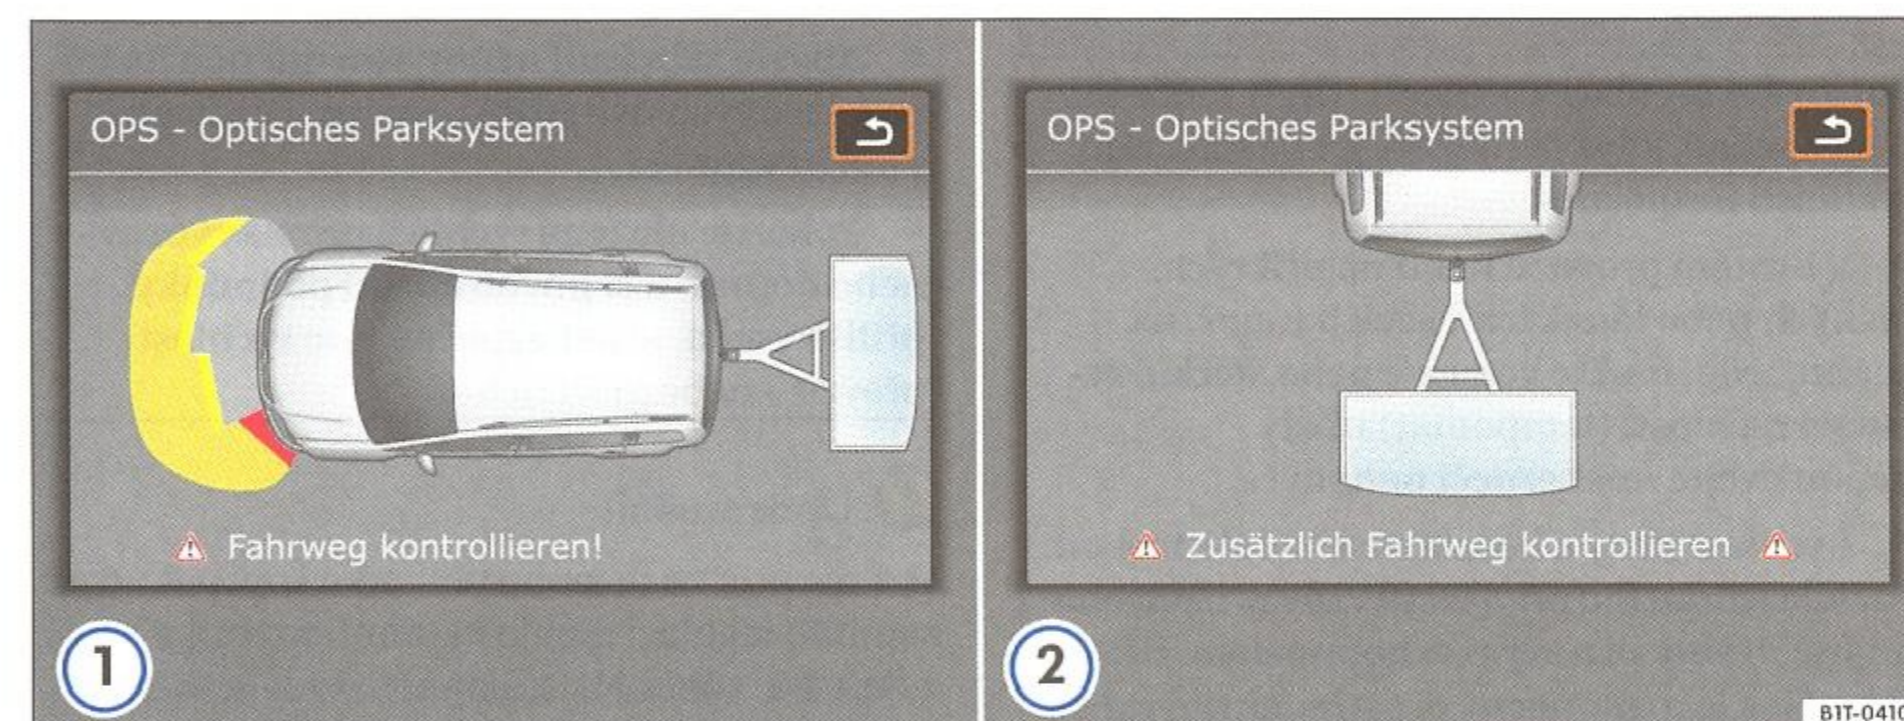 OPS - Optisches Parksystem
Fahrweg kontrollieren!
1
OPS - Optisches Parksystem
Zusätzlich Fahrweg kontrollieren
2
B1T-0410